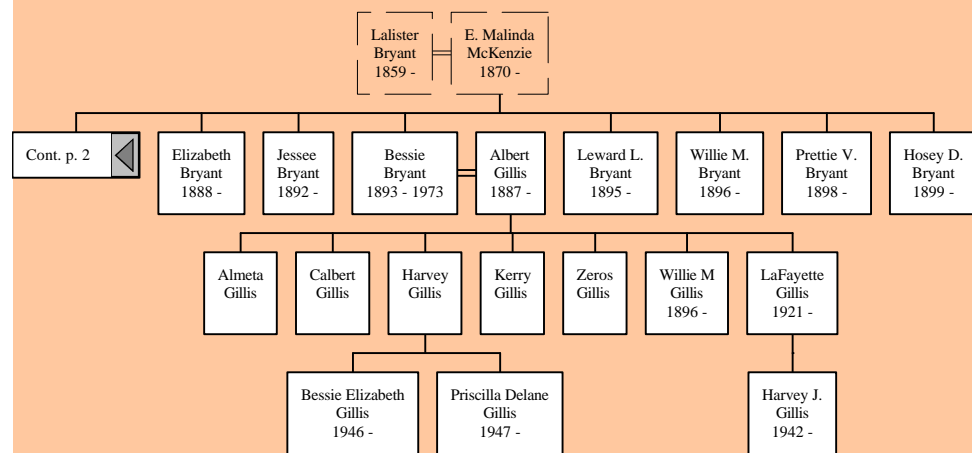 Lalister
Bryant
1859 -
E. Malinda
McKenzie
1870 -
Cont. p. 2
Elizabeth
Bryant
1888 -
Jessee
Bryant
1892 -
Bessie
Bryant
1893 - 1973
Albert
Gillis
1887 -
Leward L.
Bryant
1895 -
Willie M.
Bryant
1896 -
Prettie V.
Bryant
1898 -
Hosey D.
Bryant
1899 -
Almeta
Gillis
Calbert
Gillis
Harvey
Gillis
Kerry
Gillis
Zeros
Gillis
Willie M
Gillis
1896 -
LaFayette
Gillis
1921 -
Bessie Elizabeth
Gillis
1946 -
Priscilla Delane
Gillis
1947 -
Harvey J.
Gillis
1942 -